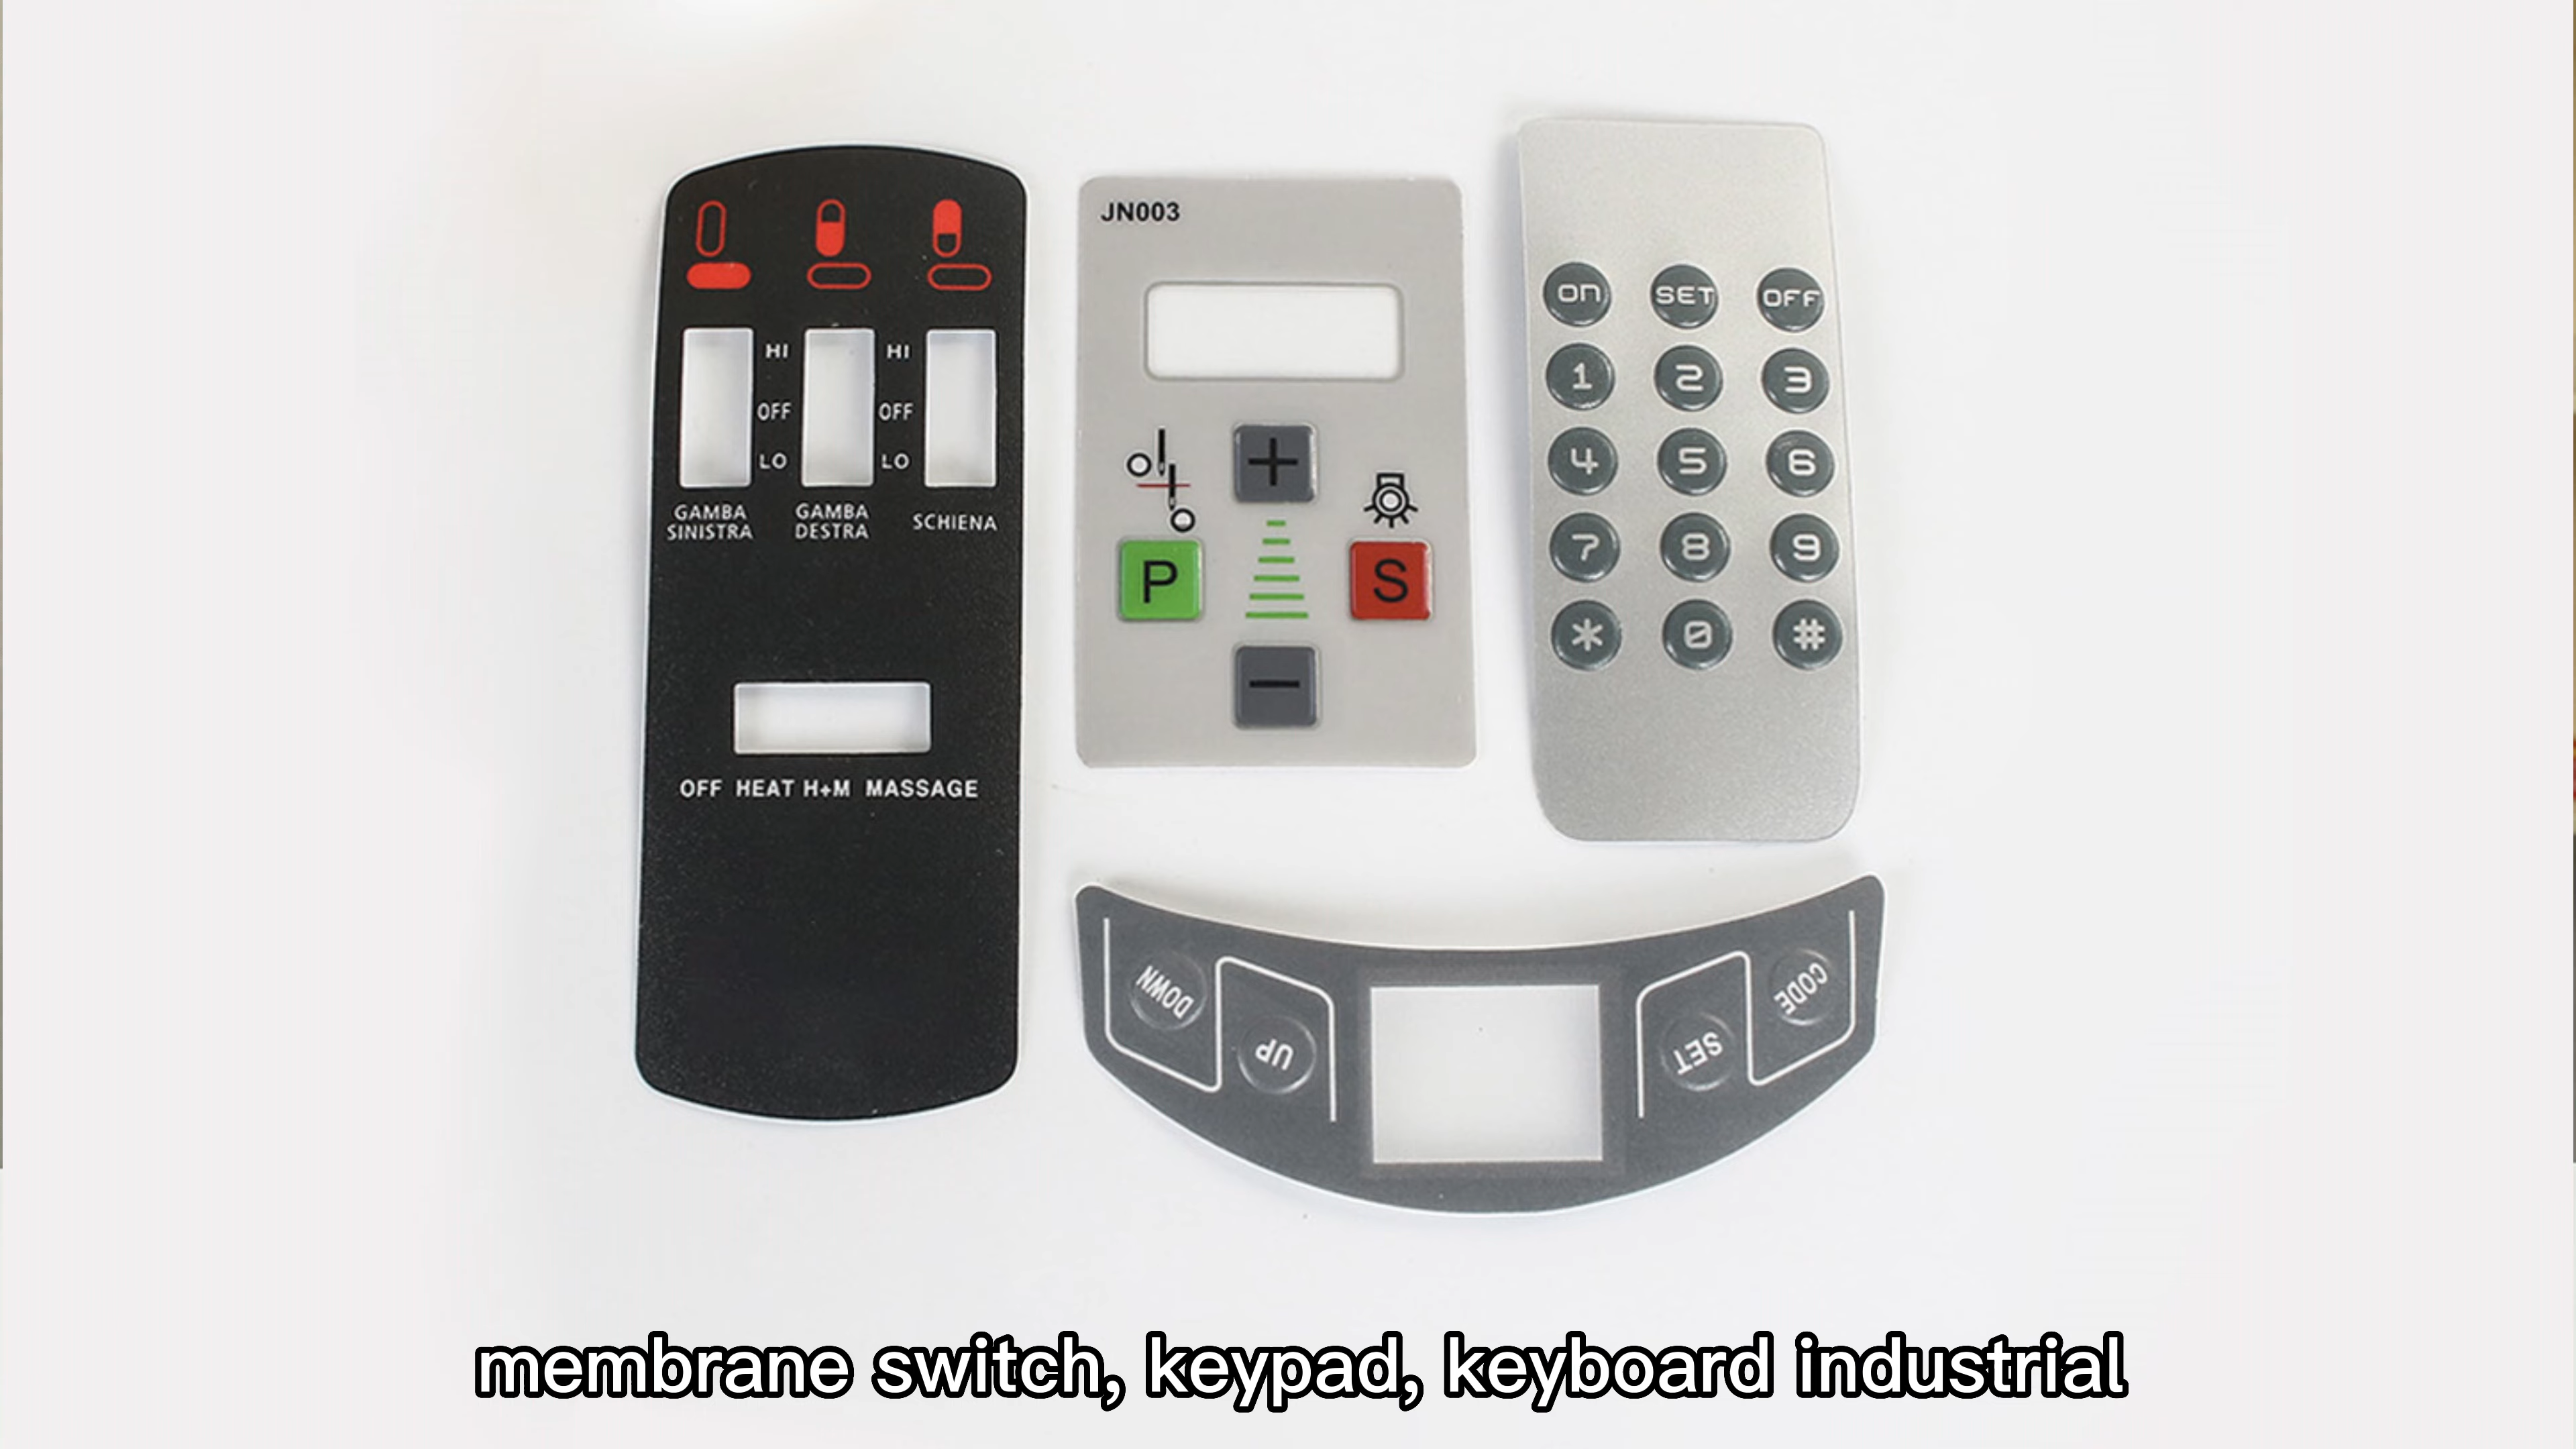 HI HI
OFF OFF
LO LO
GAMBA SINISTRA
GAMBA DESTRA
SCHIENA
OFF HEAT H+M MASSAGE
JN003
+
P
S
−
ON SET OFF
1 2 3
4 5 6
7 8 9
* 0 #
DOWN
UP
SET
CODE
membrane switch, keypad, keyboard industrial